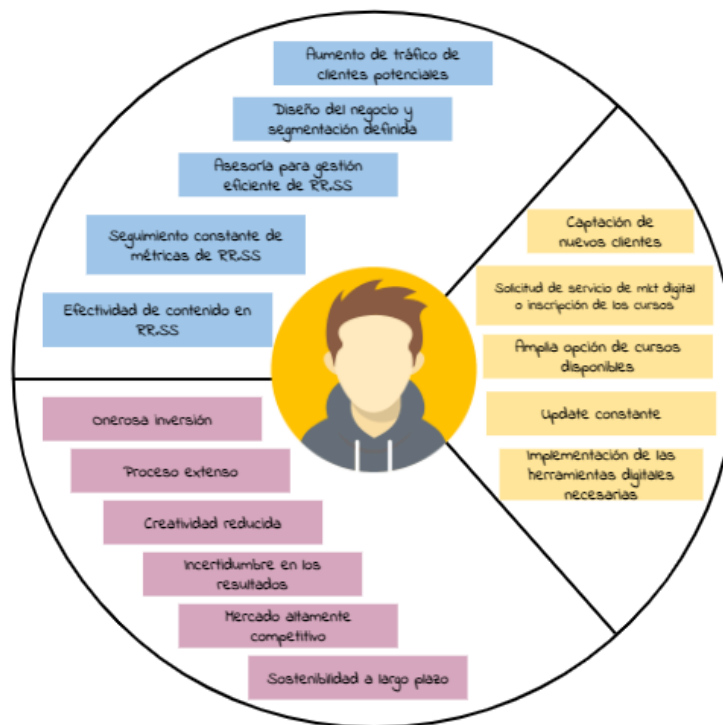 Aumento de tráfico de
clientes potenciales
Diseño del negocio y
segmentación definida
Asesoría para gestión
eficiente de RR.SS
Seguimiento constante de
métricas de RR.SS
Efectividad de contenido en
RR.SS
Captación de
nuevos clientes
Solicitud de servicio de mkt digital
o inscripción de los cursos
Amplia opción de cursos
disponibles
Update constante
Implementación de las
herramientas digitales
necesarias
Onerosa inversión
Proceso extenso
Creatividad reducida
Incertidumbre en los
resultados
Mercado altamente
competitivo
Sostenibilidad a largo plazo